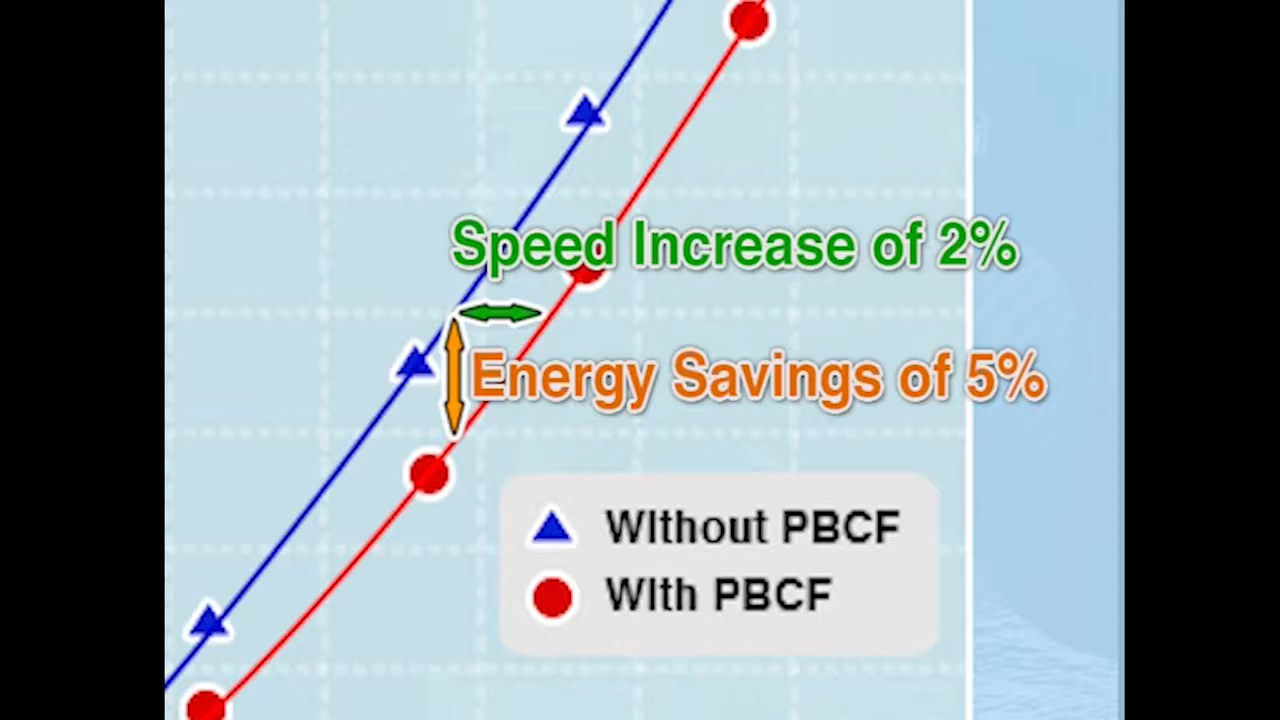 Speed Increase of 2%
Energy Savings of 5%
Without PBCF
With PBCF